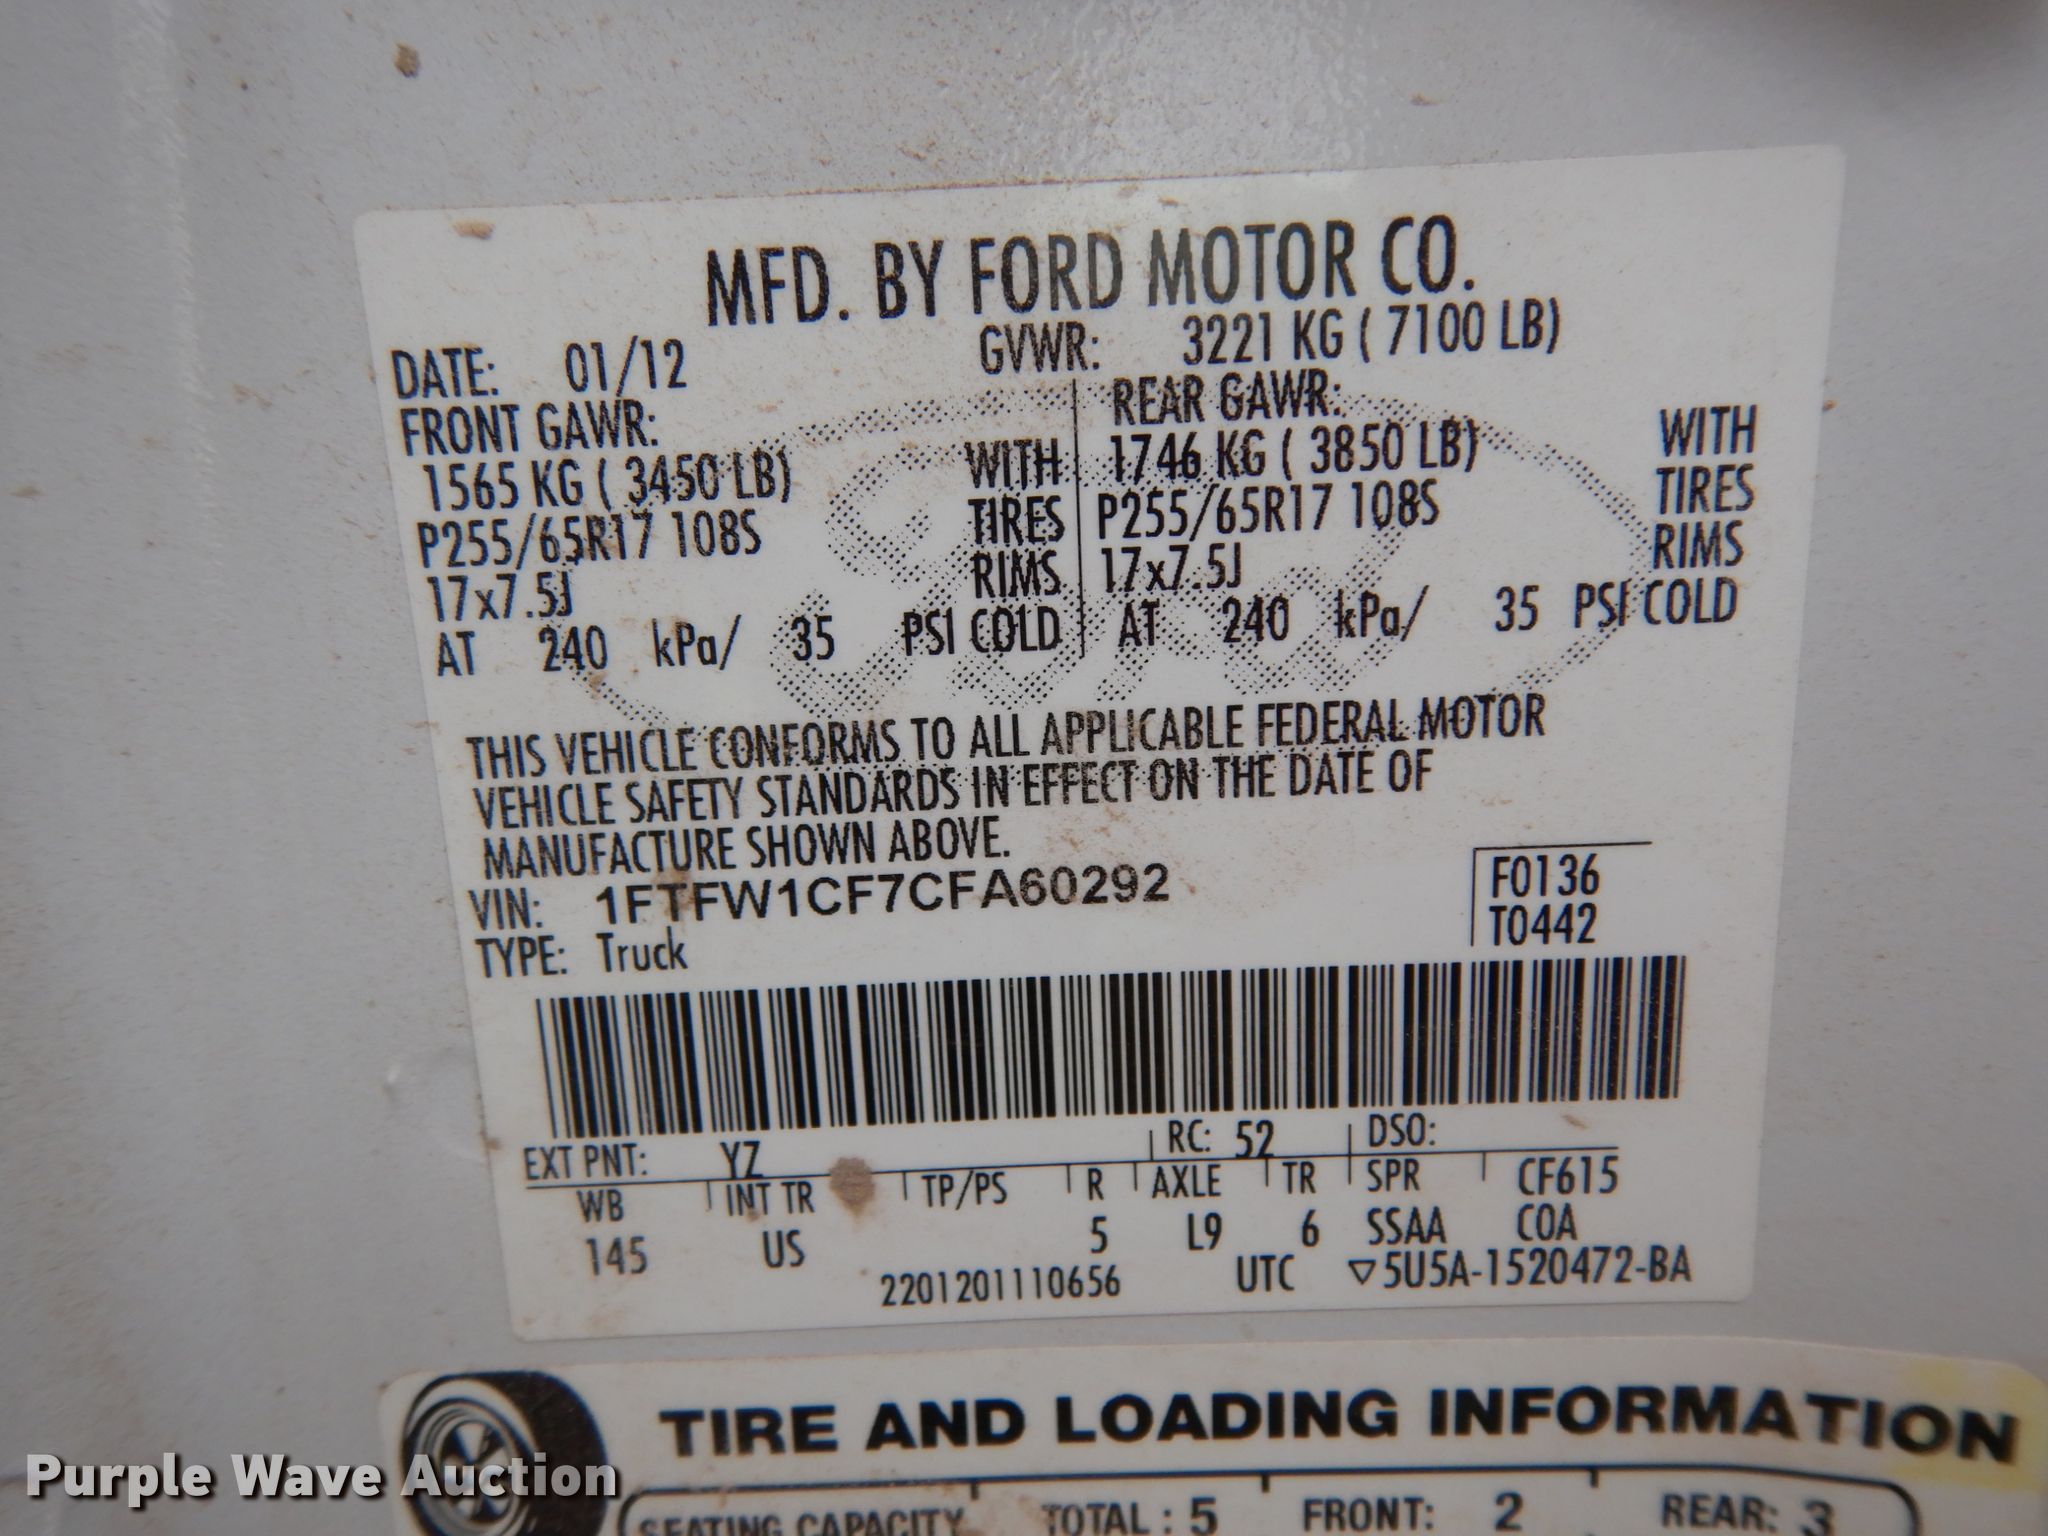 MFD. BY FORD MOTOR CO.
DATE: 01/12 GVWR: 3221 KG ( 7100 LB)
FRONT GAWR: REAR GAWR:
1565 KG ( 3450 LB) WITH 1746 KG ( 3850 LB) WITH
P255/65R17 108S TIRES P255/65R17 108S TIRES
17x7.5J RIMS 17x7.5J RIMS
AT 240 kPa/ 35 PSI COLD AT 240 kPa/ 35 PSI COLD
THIS VEHICLE CONFORMS TO ALL APPLICABLE FEDERAL MOTOR
VEHICLE SAFETY STANDARDS IN EFFECT ON THE DATE OF
MANUFACTURE SHOWN ABOVE.
VIN: 1FTFW1CF7CFA60292 F0136
TYPE: Truck T0442
EXT PNT: YZ RC: 52 DSO:
WB INT TR TP/PS R AXLE TR SPR CF615
145 US 5 L9 6 SSAA COA
2201201110656 UTC ▽5U5A-1520472-BA
TIRE AND LOADING INFORMATION
SEATING CAPACITY TOTAL : 5 FRONT: 2 REAR: 3
Purple Wave Auction